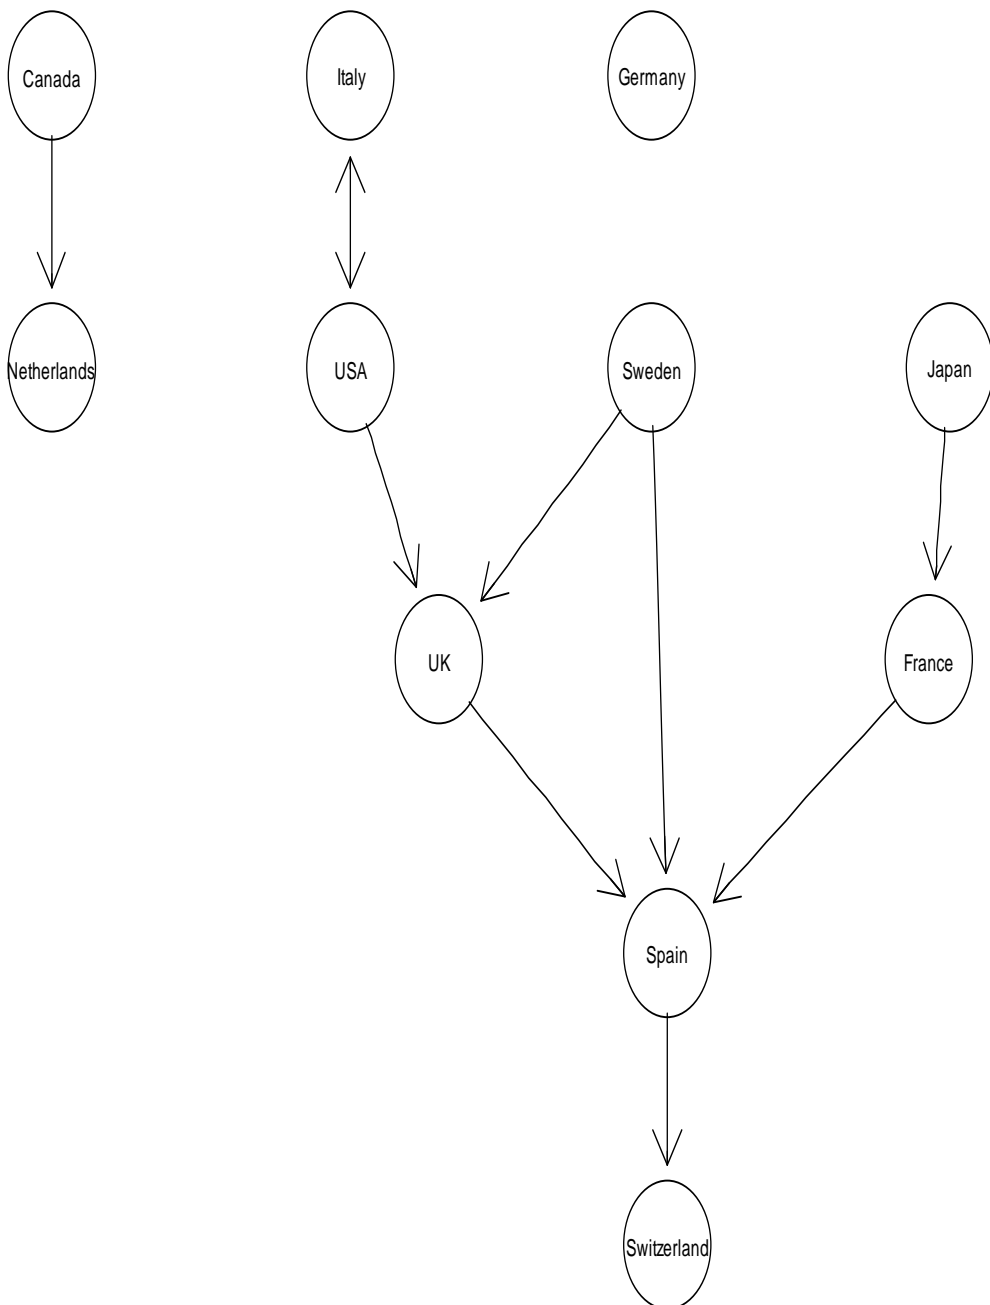 Canada
Italy
Germany
Netherlands
USA
Sweden
Japan
UK
France
Spain
Switzerland